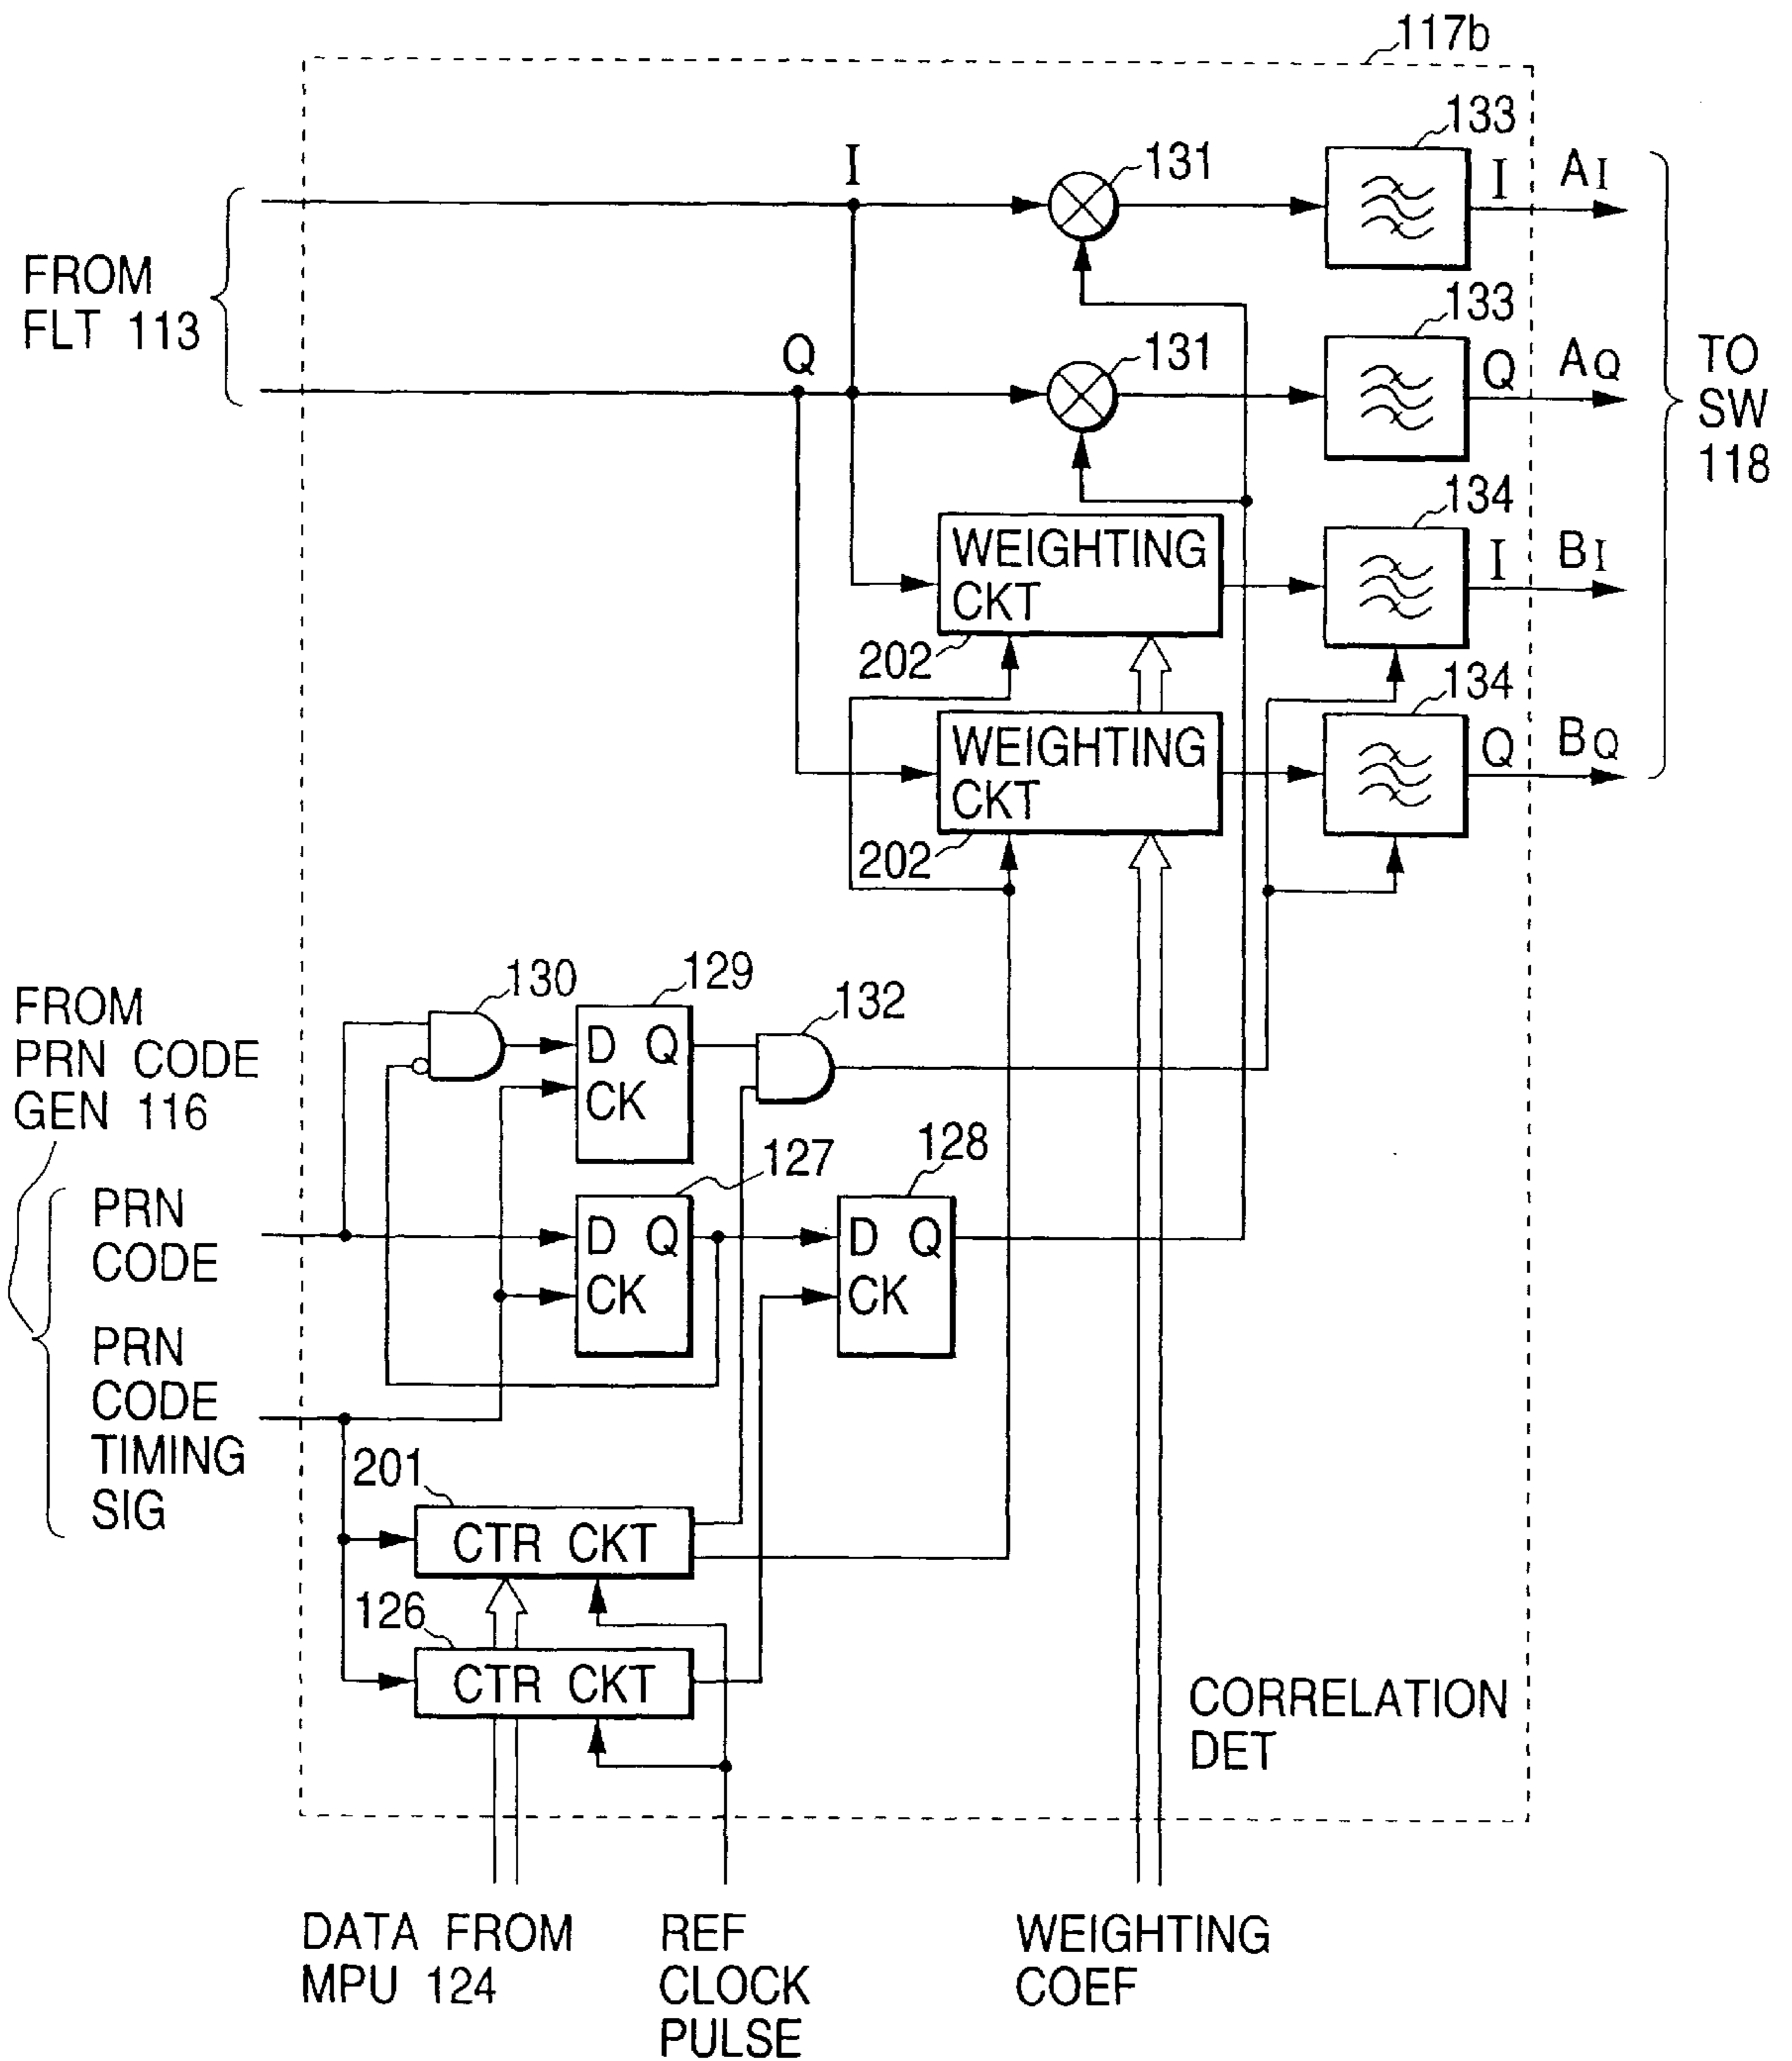 117b
133
I
131
I
AI
FROM
FLT 113
133
Q
131
Q
AQ
TO
SW
118
134
WEIGHTING
CKT
I
BI
202
134
WEIGHTING
CKT
Q
BQ
202
FROM
PRN CODE
GEN 116
130
129
132
D Q
CK
127
128
PRN
CODE
D Q
CK
D Q
CK
PRN
CODE
TIMING
SIG
201
CTR CKT
126
CTR CKT
CORRELATION
DET
DATA FROM
MPU 124
REF
CLOCK
PULSE
WEIGHTING
COEF